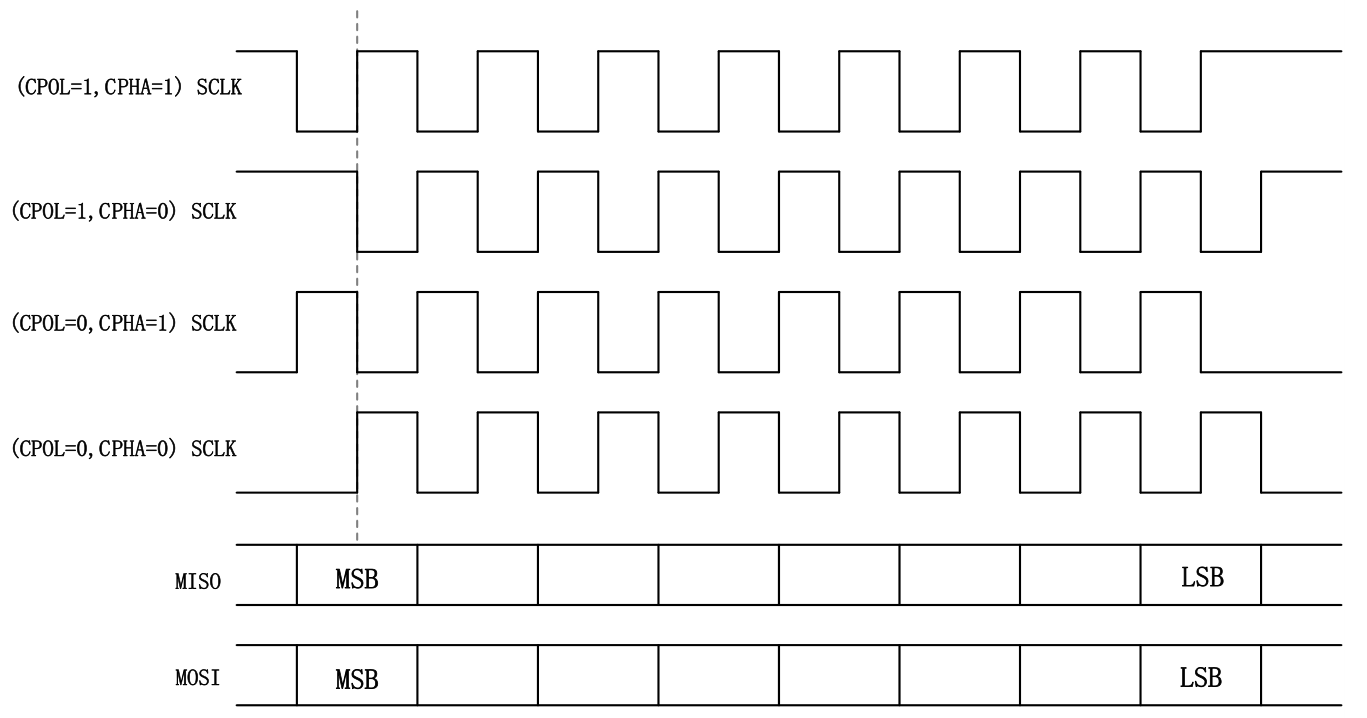 (CPOL=1,CPHA=1) SCLK
(CPOL=1,CPHA=0) SCLK
(CPOL=0,CPHA=1) SCLK
(CPOL=0,CPHA=0) SCLK
MISO MSB LSB
MOSI MSB LSB